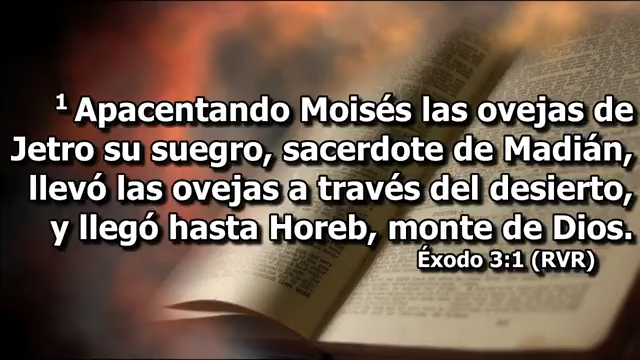 1 Apacentando Moisés las ovejas de
Jetro su suegro, sacerdote de Madián,
llevó las ovejas a través del desierto,
y llegó hasta Horeb, monte de Dios.
Éxodo 3:1 (RVR)